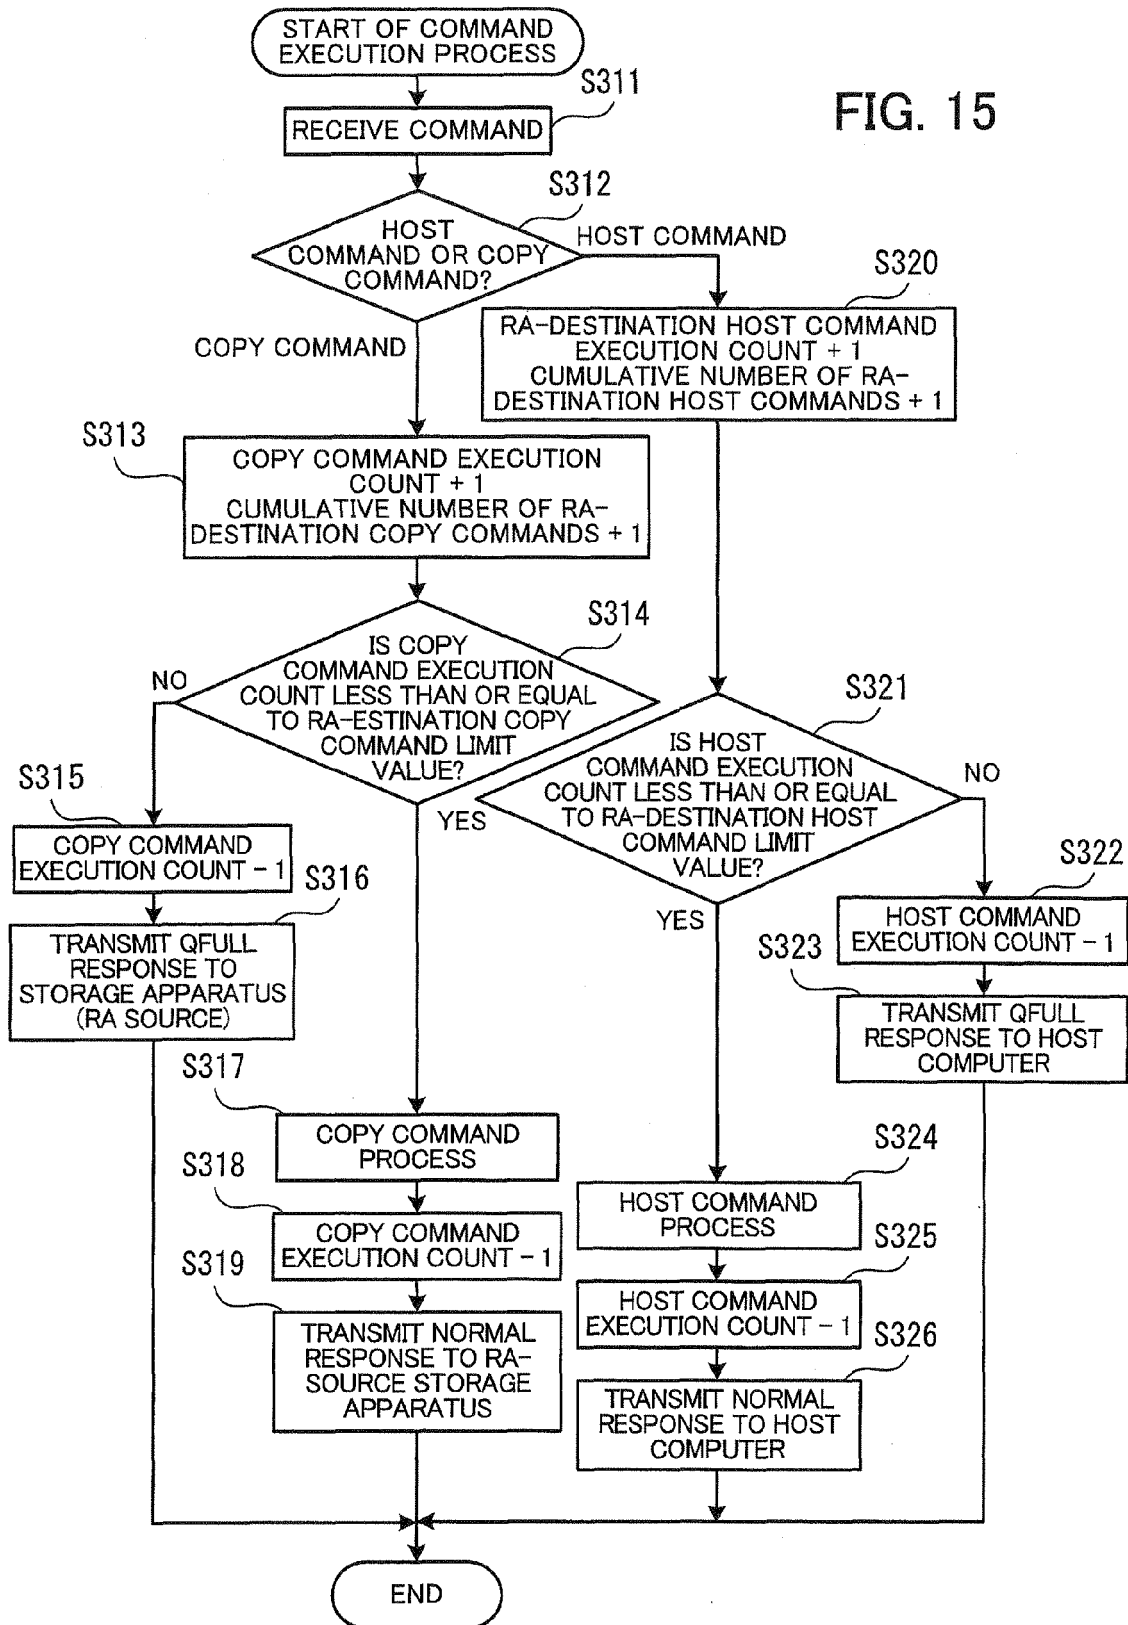 START OF COMMAND
EXECUTION PROCESS
FIG. 15
S311
RECEIVE COMMAND
S312
HOST
COMMAND OR COPY
COMMAND?
HOST COMMAND
COPY COMMAND
S320
RA-DESTINATION HOST COMMAND
EXECUTION COUNT + 1
CUMULATIVE NUMBER OF RA-
DESTINATION HOST COMMANDS + 1
S313
COPY COMMAND EXECUTION
COUNT + 1
CUMULATIVE NUMBER OF RA-
DESTINATION COPY COMMANDS + 1
S314
IS COPY
COMMAND EXECUTION
COUNT LESS THAN OR EQUAL
TO RA-ESTINATION COPY
COMMAND LIMIT
VALUE?
NO
YES
S315
COPY COMMAND
EXECUTION COUNT - 1
S316
TRANSMIT QFULL
RESPONSE TO
STORAGE APPARATUS
(RA SOURCE)
S317
COPY COMMAND
PROCESS
S318
COPY COMMAND
EXECUTION COUNT - 1
S319
TRANSMIT NORMAL
RESPONSE TO RA-
SOURCE STORAGE
APPARATUS
S321
IS HOST
COMMAND EXECUTION
COUNT LESS THAN OR EQUAL
TO RA-DESTINATION HOST
COMMAND LIMIT
VALUE?
NO
YES
S322
HOST COMMAND
EXECUTION COUNT - 1
S323
TRANSMIT QFULL
RESPONSE TO HOST
COMPUTER
S324
HOST COMMAND
PROCESS
S325
HOST COMMAND
EXECUTION COUNT - 1
S326
TRANSMIT NORMAL
RESPONSE TO HOST
COMPUTER
END